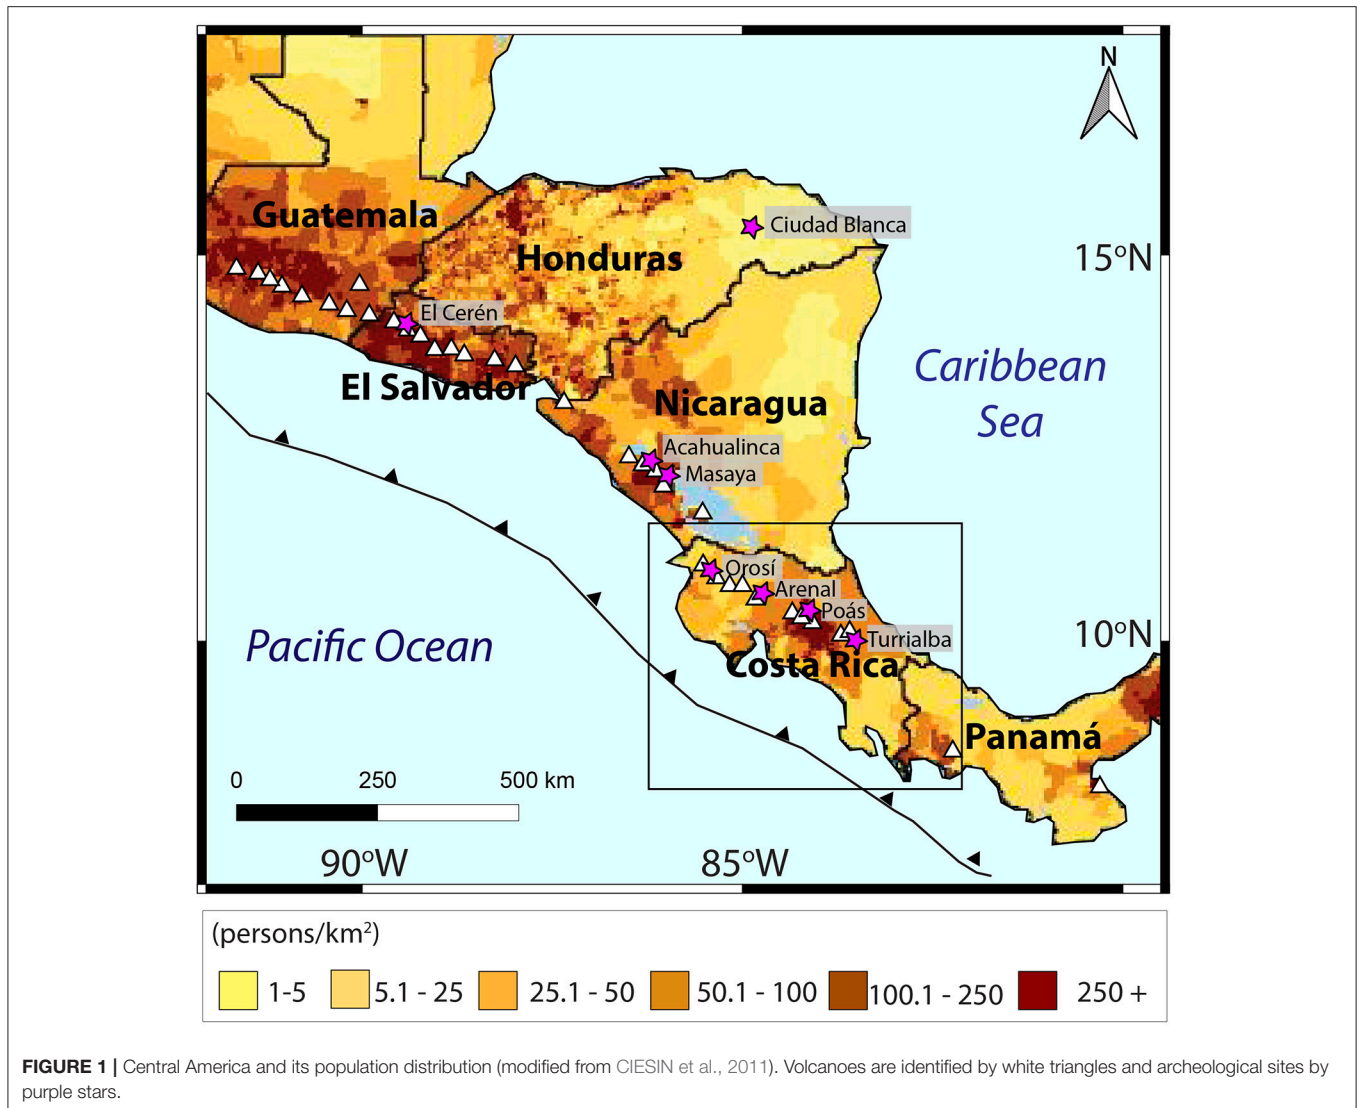 N
Guatemala
Ciudad Blanca
Honduras
15°N
El Cerén
El Salvador
Caribbean
Sea
Nicaragua
Acahualinca
Masaya
Orosí
Arenal
Poás
Turrialba
10°N
Pacific Ocean
Costa Rica
Panamá
0 250 500 km
90°W 85°W
(persons/km²)
1-5 5.1 - 25 25.1 - 50 50.1 - 100 100.1 - 250 250 +
FIGURE 1 | Central America and its population distribution (modified from CIESIN et al., 2011). Volcanoes are identified by white triangles and archeological sites by
purple stars.